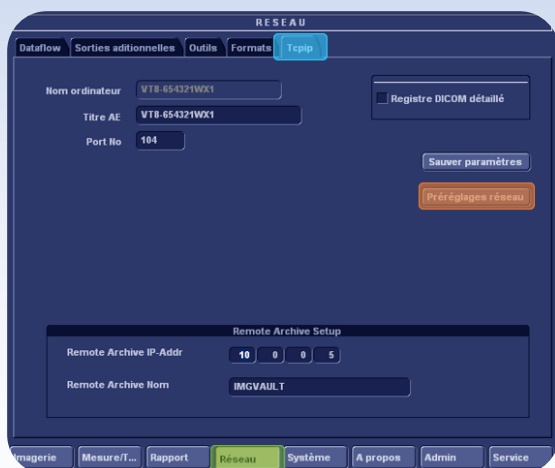 RESEAU
Dataflow Sorties aditionnelles Outils Formats Tcpip
Nom ordinateur VT8-654321WX1
Registre DICOM détaillé
Titre AE VT8-654321WX1
Port No 104
Sauver paramètres
Préréglages réseau
Remote Archive Setup
Remote Archive IP-Addr 10 0 0 5
Remote Archive Nom IMGVAULT
Imagerie Mesure/T... Rapport Réseau Système A propos Admin Service